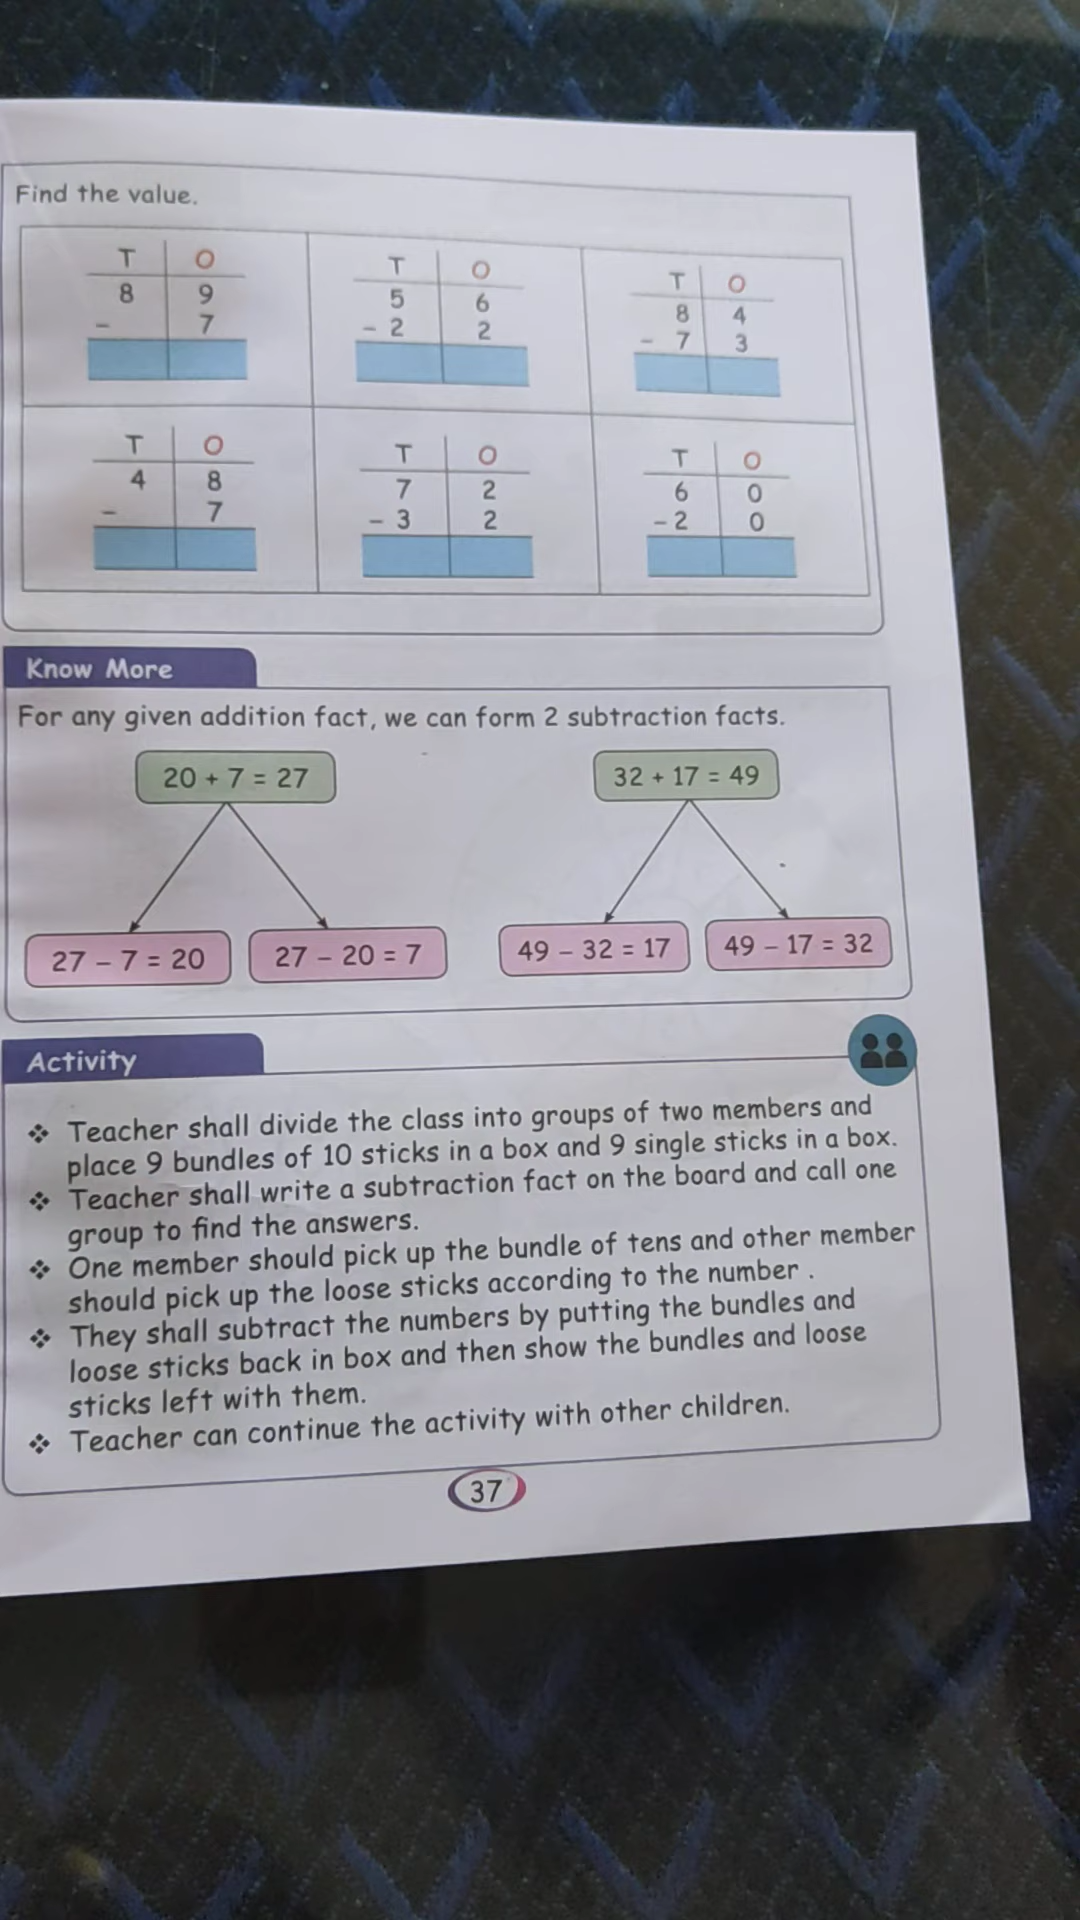 Find the value.
T O T O T O
8 9 5 6 8 4
- 7 - 2 2 - 7 3
T O T O T O
4 8 7 2 6 0
- 7 - 3 2 - 2 0
Know More
For any given addition fact, we can form 2 subtraction facts.
20 + 7 = 27 32 + 17 = 49
27 – 7 = 20 27 – 20 = 7 49 – 32 = 17 49 – 17 = 32
Activity
❖ Teacher shall divide the class into groups of two members and
place 9 bundles of 10 sticks in a box and 9 single sticks in a box.
❖ Teacher shall write a subtraction fact on the board and call one
group to find the answers.
❖ One member should pick up the bundle of tens and other member
should pick up the loose sticks according to the number .
❖ They shall subtract the numbers by putting the bundles and
loose sticks back in box and then show the bundles and loose
sticks left with them.
❖ Teacher can continue the activity with other children.
37